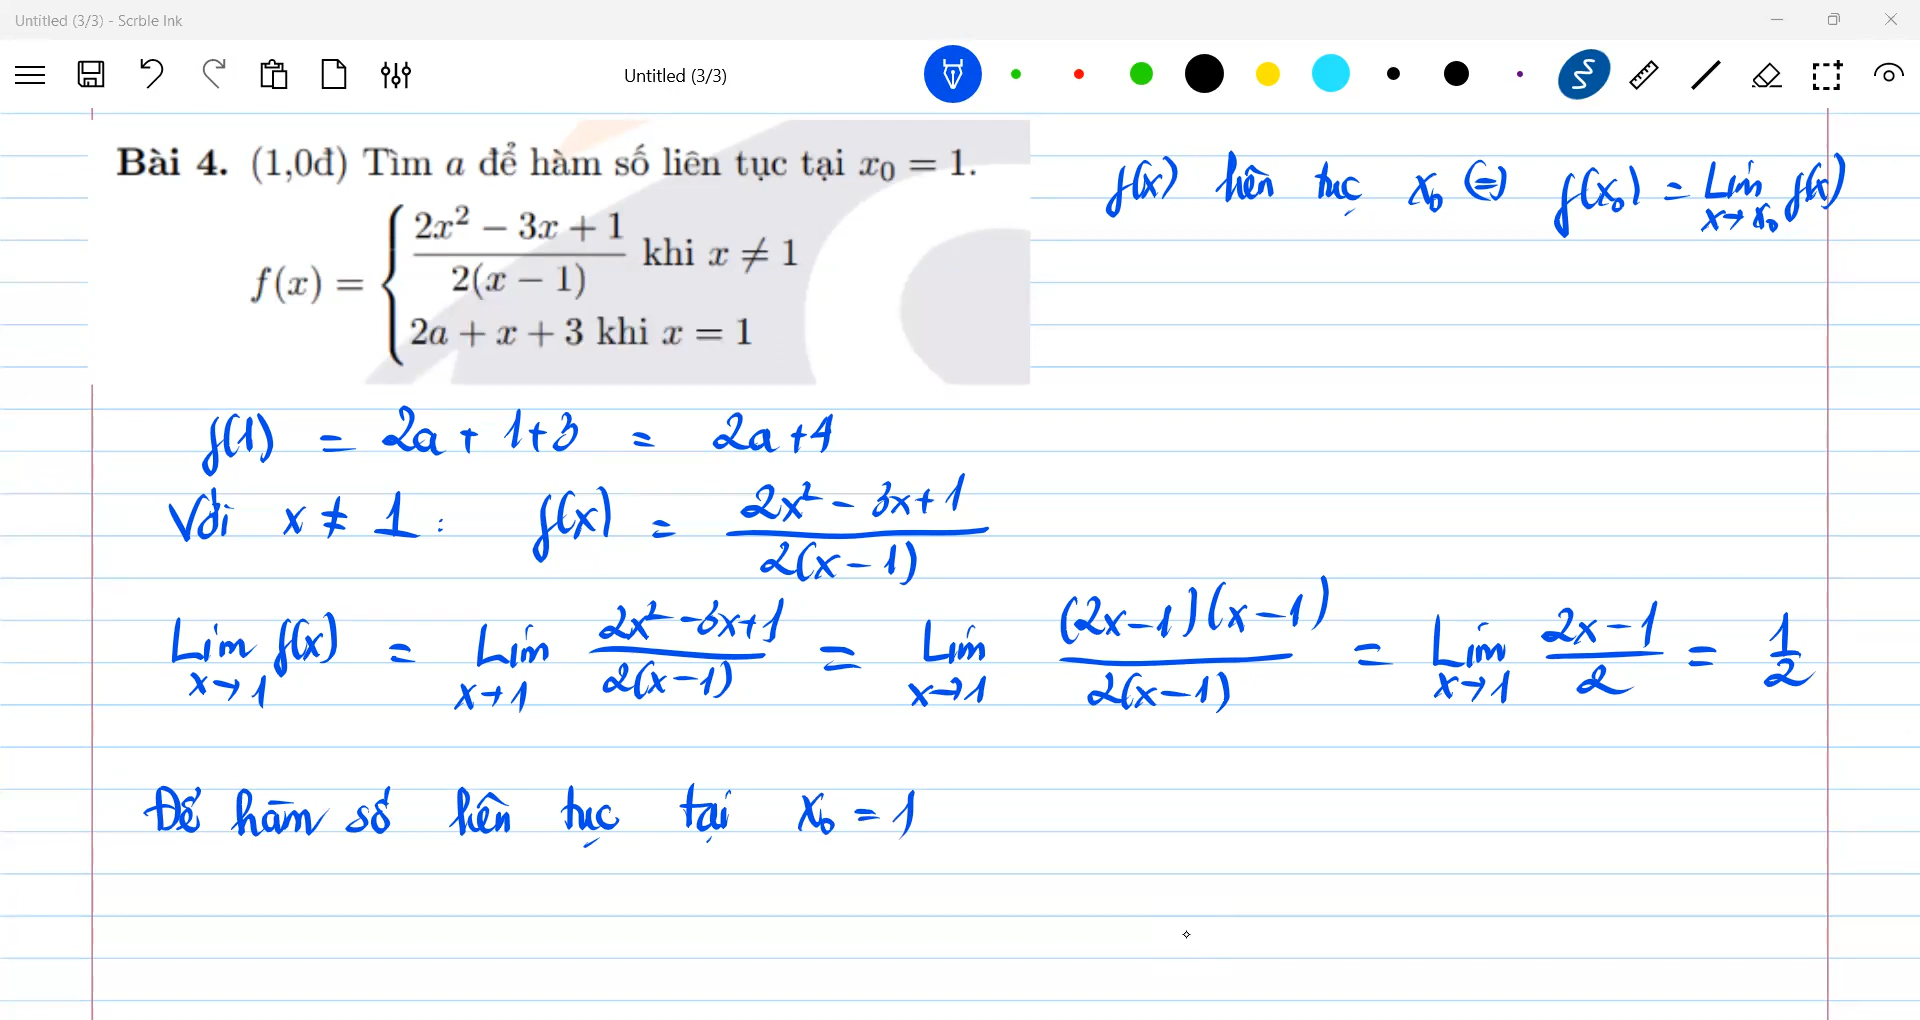 Untitled (3/3) - Scrble Ink
Untitled (3/3)
Bài 4. (1,0đ) Tìm a để hàm số liên tục tại x₀ = 1.
f(x) = { (2x² − 3x + 1)/(2(x − 1)) khi x ≠ 1
2a + x + 3 khi x = 1
f(x) liên tục x₀ (=) f(x₀) = Lim x→x₀ f(x)
f(1) = 2a + 1+3 = 2a+4
Với x ≠ 1 : f(x) = (2x² − 3x+1)/(2(x−1))
Lim x→1 f(x) = Lim x→1 (2x²−3x+1)/(2(x−1)) = Lim x→1 ((2x−1)(x−1))/(2(x−1)) = Lim x→1 (2x−1)/2 = 1/2
Để hàm số liên tục tại x₀ = 1